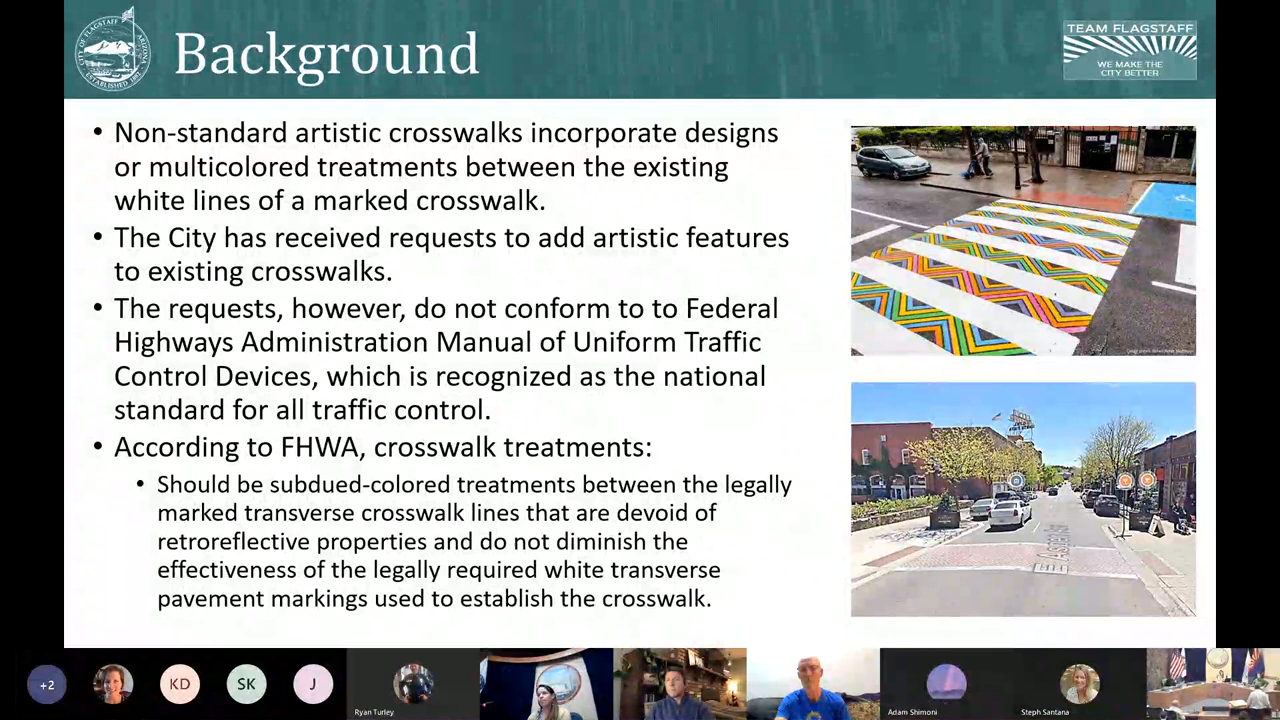 CITY OF FLAGSTAFF ARIZONA
ESTABLISHED 1882
Background
TEAM FLAGSTAFF
WE MAKE THE
CITY BETTER
• Non-standard artistic crosswalks incorporate designs
or multicolored treatments between the existing
white lines of a marked crosswalk.
• The City has received requests to add artistic features
to existing crosswalks.
• The requests, however, do not conform to to Federal
Highways Administration Manual of Uniform Traffic
Control Devices, which is recognized as the national
standard for all traffic control.
• According to FHWA, crosswalk treatments:
• Should be subdued-colored treatments between the legally
marked transverse crosswalk lines that are devoid of
retroreflective properties and do not diminish the
effectiveness of the legally required white transverse
pavement markings used to establish the crosswalk.
+2
KD
SK
J
Ryan Turley
Adam Shimoni
Steph Santana